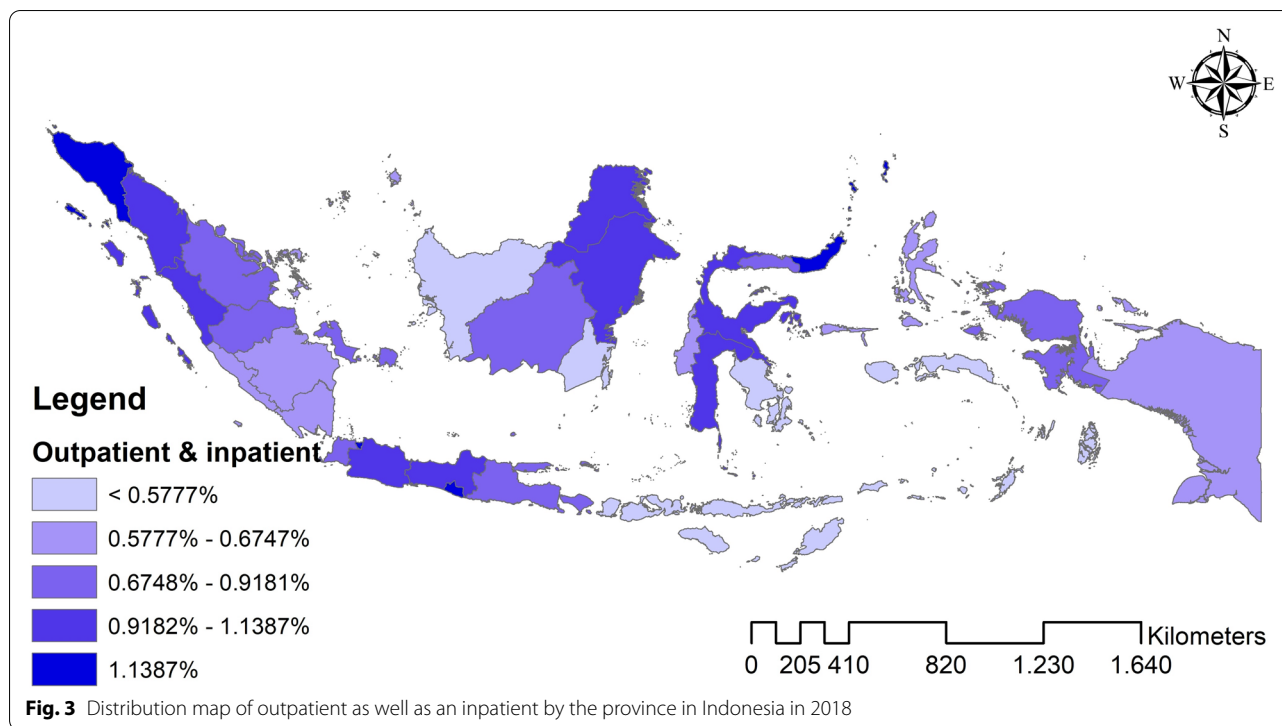 N
W E
S
Legend
Outpatient & inpatient
< 0.5777%
0.5777% - 0.6747%
0.6748% - 0.9181%
0.9182% - 1.1387%
1.1387%
Kilometers
0 205 410 820 1.230 1.640
Fig. 3 Distribution map of outpatient as well as an inpatient by the province in Indonesia in 2018